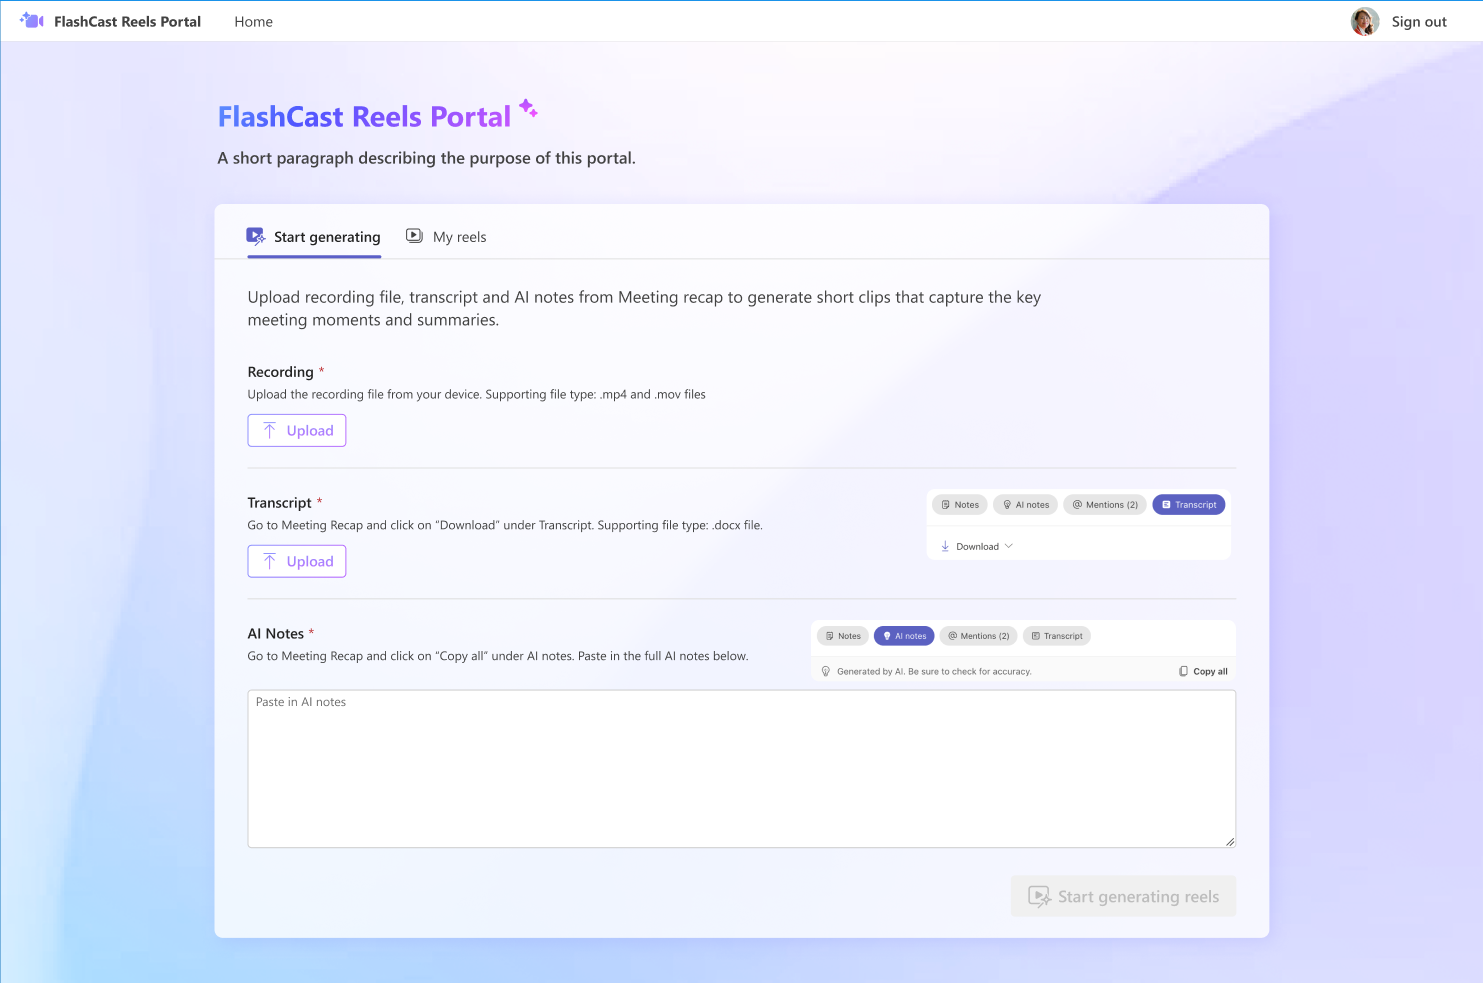 FlashCast Reels Portal
Home
Sign out
FlashCast Reels Portal
A short paragraph describing the purpose of this portal.
Start generating
My reels
Upload recording file, transcript and AI notes from Meeting recap to generate short clips that capture the key
meeting moments and summaries.
Recording *
Upload the recording file from your device. Supporting file type: .mp4 and .mov files
Upload
Transcript *
Go to Meeting Recap and click on “Download” under Transcript. Supporting file type: .docx file.
Notes
AI notes
Mentions (2)
Transcript
Download
Upload
AI Notes *
Go to Meeting Recap and click on “Copy all” under AI notes. Paste in the full AI notes below.
Notes
AI notes
Mentions (2)
Transcript
Generated by AI. Be sure to check for accuracy.
Copy all
Paste in AI notes
Start generating reels